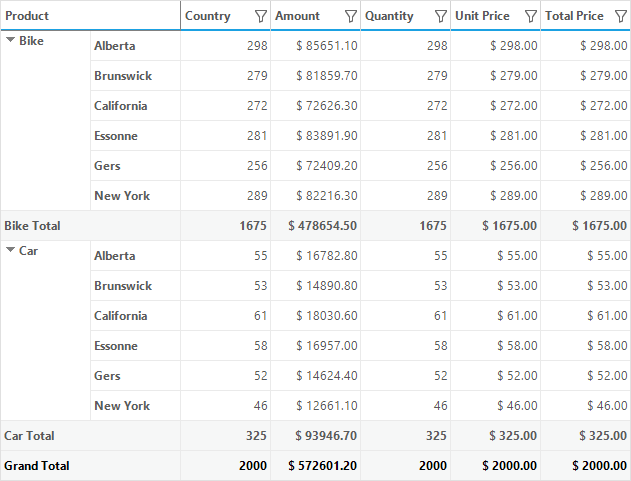 Product Country Amount Quantity Unit Price Total Price
Bike Alberta 298 $ 85651.10 298 $ 298.00 $ 298.00
Brunswick 279 $ 81859.70 279 $ 279.00 $ 279.00
California 272 $ 72626.30 272 $ 272.00 $ 272.00
Essonne 281 $ 83891.90 281 $ 281.00 $ 281.00
Gers 256 $ 72409.20 256 $ 256.00 $ 256.00
New York 289 $ 82216.30 289 $ 289.00 $ 289.00
Bike Total 1675 $ 478654.50 1675 $ 1675.00 $ 1675.00
Car Alberta 55 $ 16782.80 55 $ 55.00 $ 55.00
Brunswick 53 $ 14890.80 53 $ 53.00 $ 53.00
California 61 $ 18030.60 61 $ 61.00 $ 61.00
Essonne 58 $ 16957.00 58 $ 58.00 $ 58.00
Gers 52 $ 14624.40 52 $ 52.00 $ 52.00
New York 46 $ 12661.10 46 $ 46.00 $ 46.00
Car Total 325 $ 93946.70 325 $ 325.00 $ 325.00
Grand Total 2000 $ 572601.20 2000 $ 2000.00 $ 2000.00